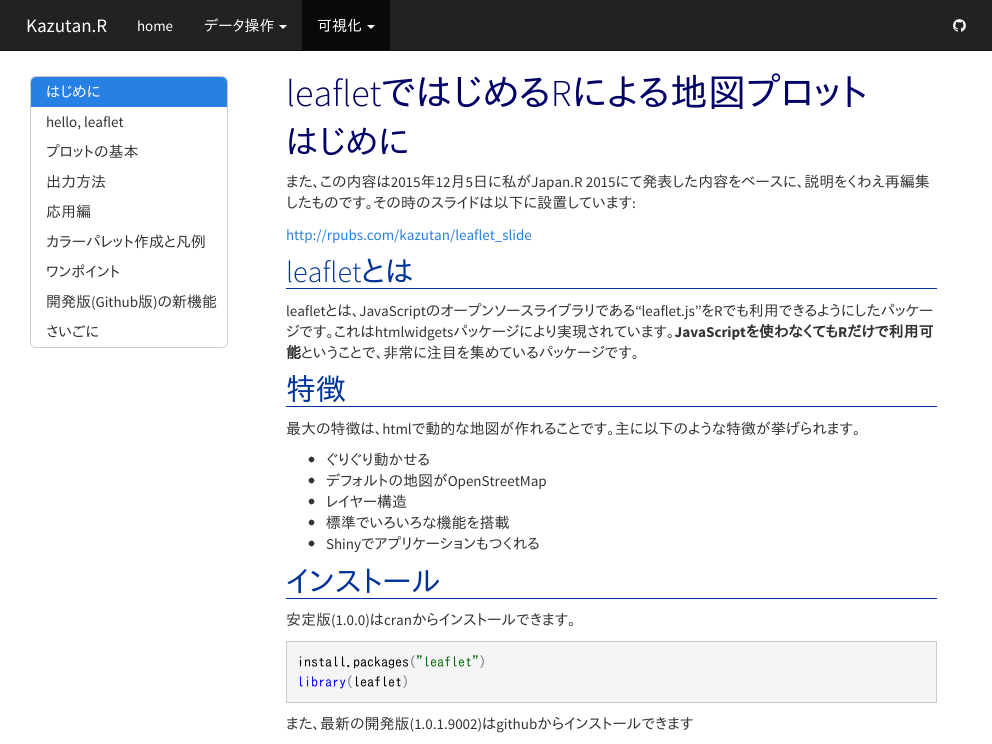 Kazutan.R home データ操作 可視化
はじめに
hello, leaflet
プロットの基本
出力方法
応用編
カラーパレット作成と凡例
ワンポイント
開発版(Github版)の新機能
さいごに
leafletではじめるRによる地図プロット
はじめに
また、この内容は2015年12月5日に私がJapan.R 2015にて発表した内容をベースに、説明をくわえ再編集
したものです。その時のスライドは以下に設置しています:
http://rpubs.com/kazutan/leaflet_slide
leafletとは
leafletとは、JavaScriptのオープンソースライブラリである“leaflet.js”をRでも利用できるようにしたパッケー
ジです。これはhtmlwidgetsパッケージにより実現されています。JavaScriptを使わなくてもRだけで利用可
能ということで、非常に注目を集めているパッケージです。
特徴
最大の特徴は、htmlで動的な地図が作れることです。主に以下のような特徴が挙げられます。
ぐりぐり動かせる
デフォルトの地図がOpenStreetMap
レイヤー構造
標準でいろいろな機能を搭載
Shinyでアプリケーションもつくれる
インストール
安定版(1.0.0)はcranからインストールできます。
install.packages("leaflet")
library(leaflet)
また、最新の開発版(1.0.1.9002)はgithubからインストールできます